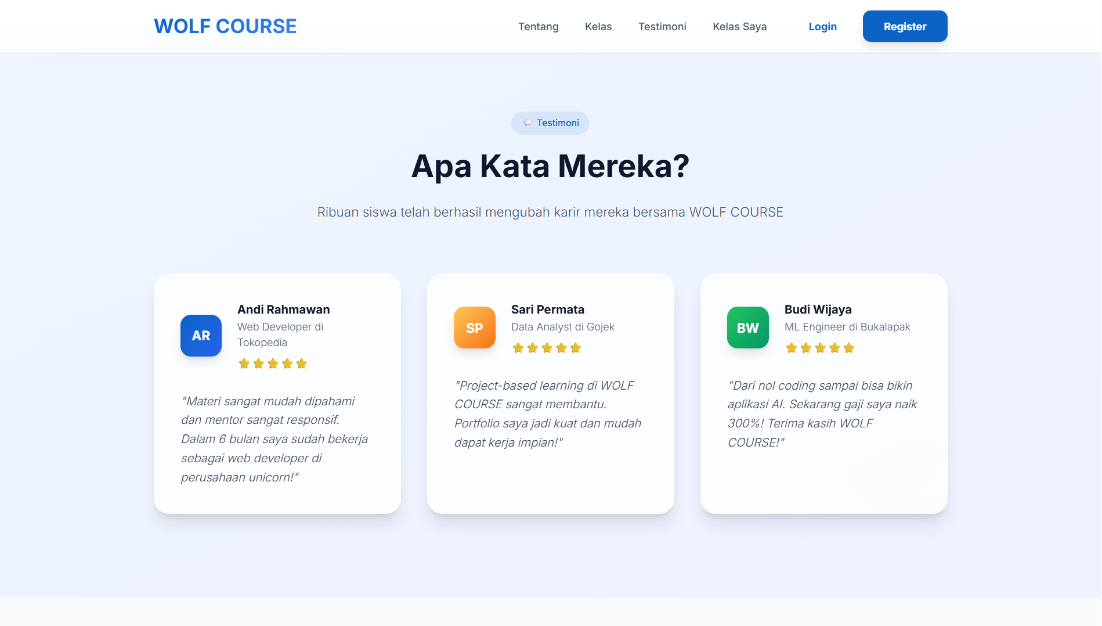 WOLF COURSE
Tentang
Kelas
Testimoni
Kelas Saya
Login
Register
Testimoni
Apa Kata Mereka?
Ribuan siswa telah berhasil mengubah karir mereka bersama WOLF COURSE
AR
Andi Rahmawan
Web Developer di
Tokopedia
"Materi sangat mudah dipahami
dan mentor sangat responsif.
Dalam 6 bulan saya sudah bekerja
sebagai web developer di
perusahaan unicorn!"
SP
Sari Permata
Data Analyst di Gojek
"Project-based learning di WOLF
COURSE sangat membantu.
Portfolio saya jadi kuat dan mudah
dapat kerja impian!"
BW
Budi Wijaya
ML Engineer di Bukalapak
"Dari nol coding sampai bisa bikin
aplikasi AI. Sekarang gaji saya naik
300%! Terima kasih WOLF
COURSE!"